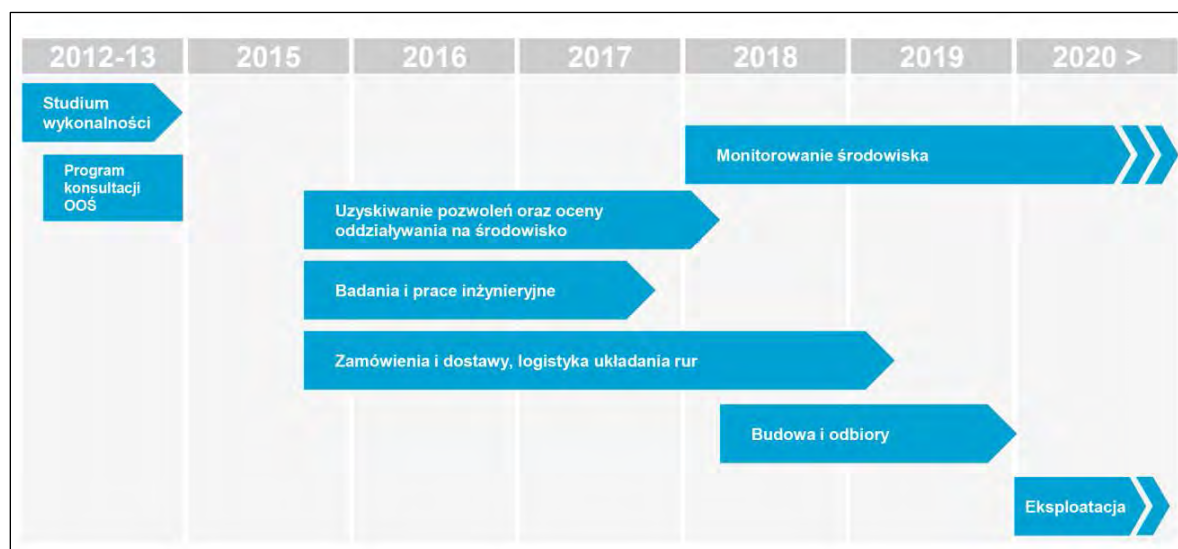 2012-13 2015 2016 2017 2018 2019 2020 >
Studium
wykonalności
Monitorowanie środowiska
Program
konsultacji
OOŚ
Uzyskiwanie pozwoleń oraz oceny
oddziaływania na środowisko
Badania i prace inżynieryjne
Zamówienia i dostawy, logistyka układania rur
Budowa i odbiory
Eksploatacja